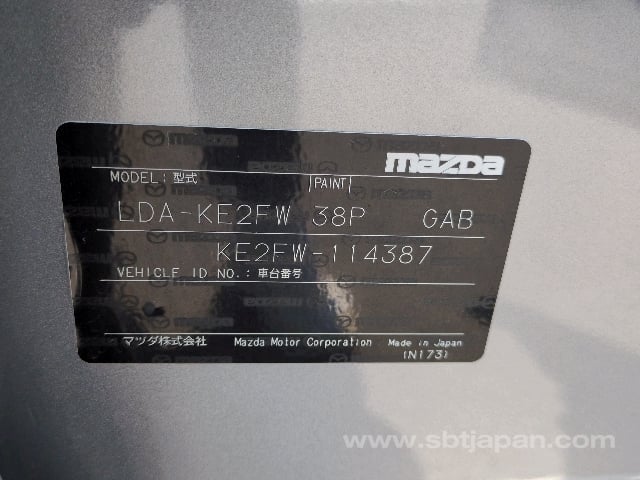 mazda
MODEL:型式 PAINT
LDA-KE2FW 38P GAB
KE2FW-114387
VEHICLE ID NO.:車台番号
マツダ株式会社 Mazda Motor Corporation Made in Japan
(N173)
www.sbtjapan.com